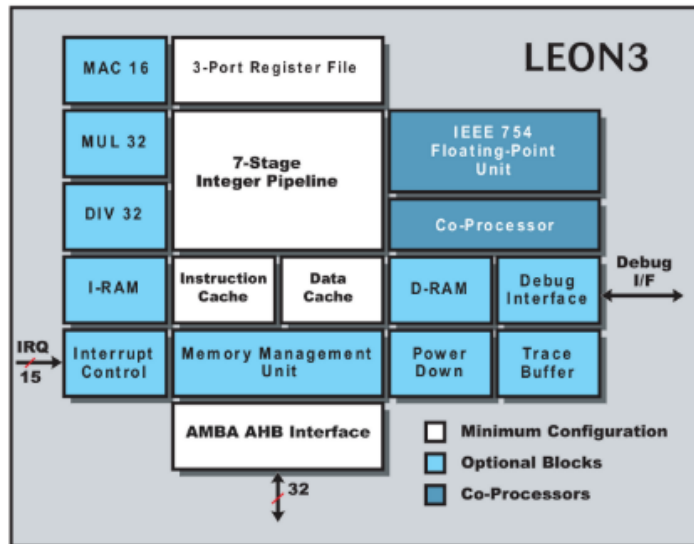 LEON3
MAC 16
3-Port Register File
MUL 32
7-Stage
Integer Pipeline
IEEE 754
Floating-Point
Unit
DIV 32
Co-Processor
I-RAM
Instruction
Cache
Data
Cache
D-RAM
Debug
Interface
Debug
I/F
IRQ
15
Interrupt
Control
Memory Management
Unit
Power
Down
Trace
Buffer
AMBA AHB Interface
32
Minimum Configuration
Optional Blocks
Co-Processors